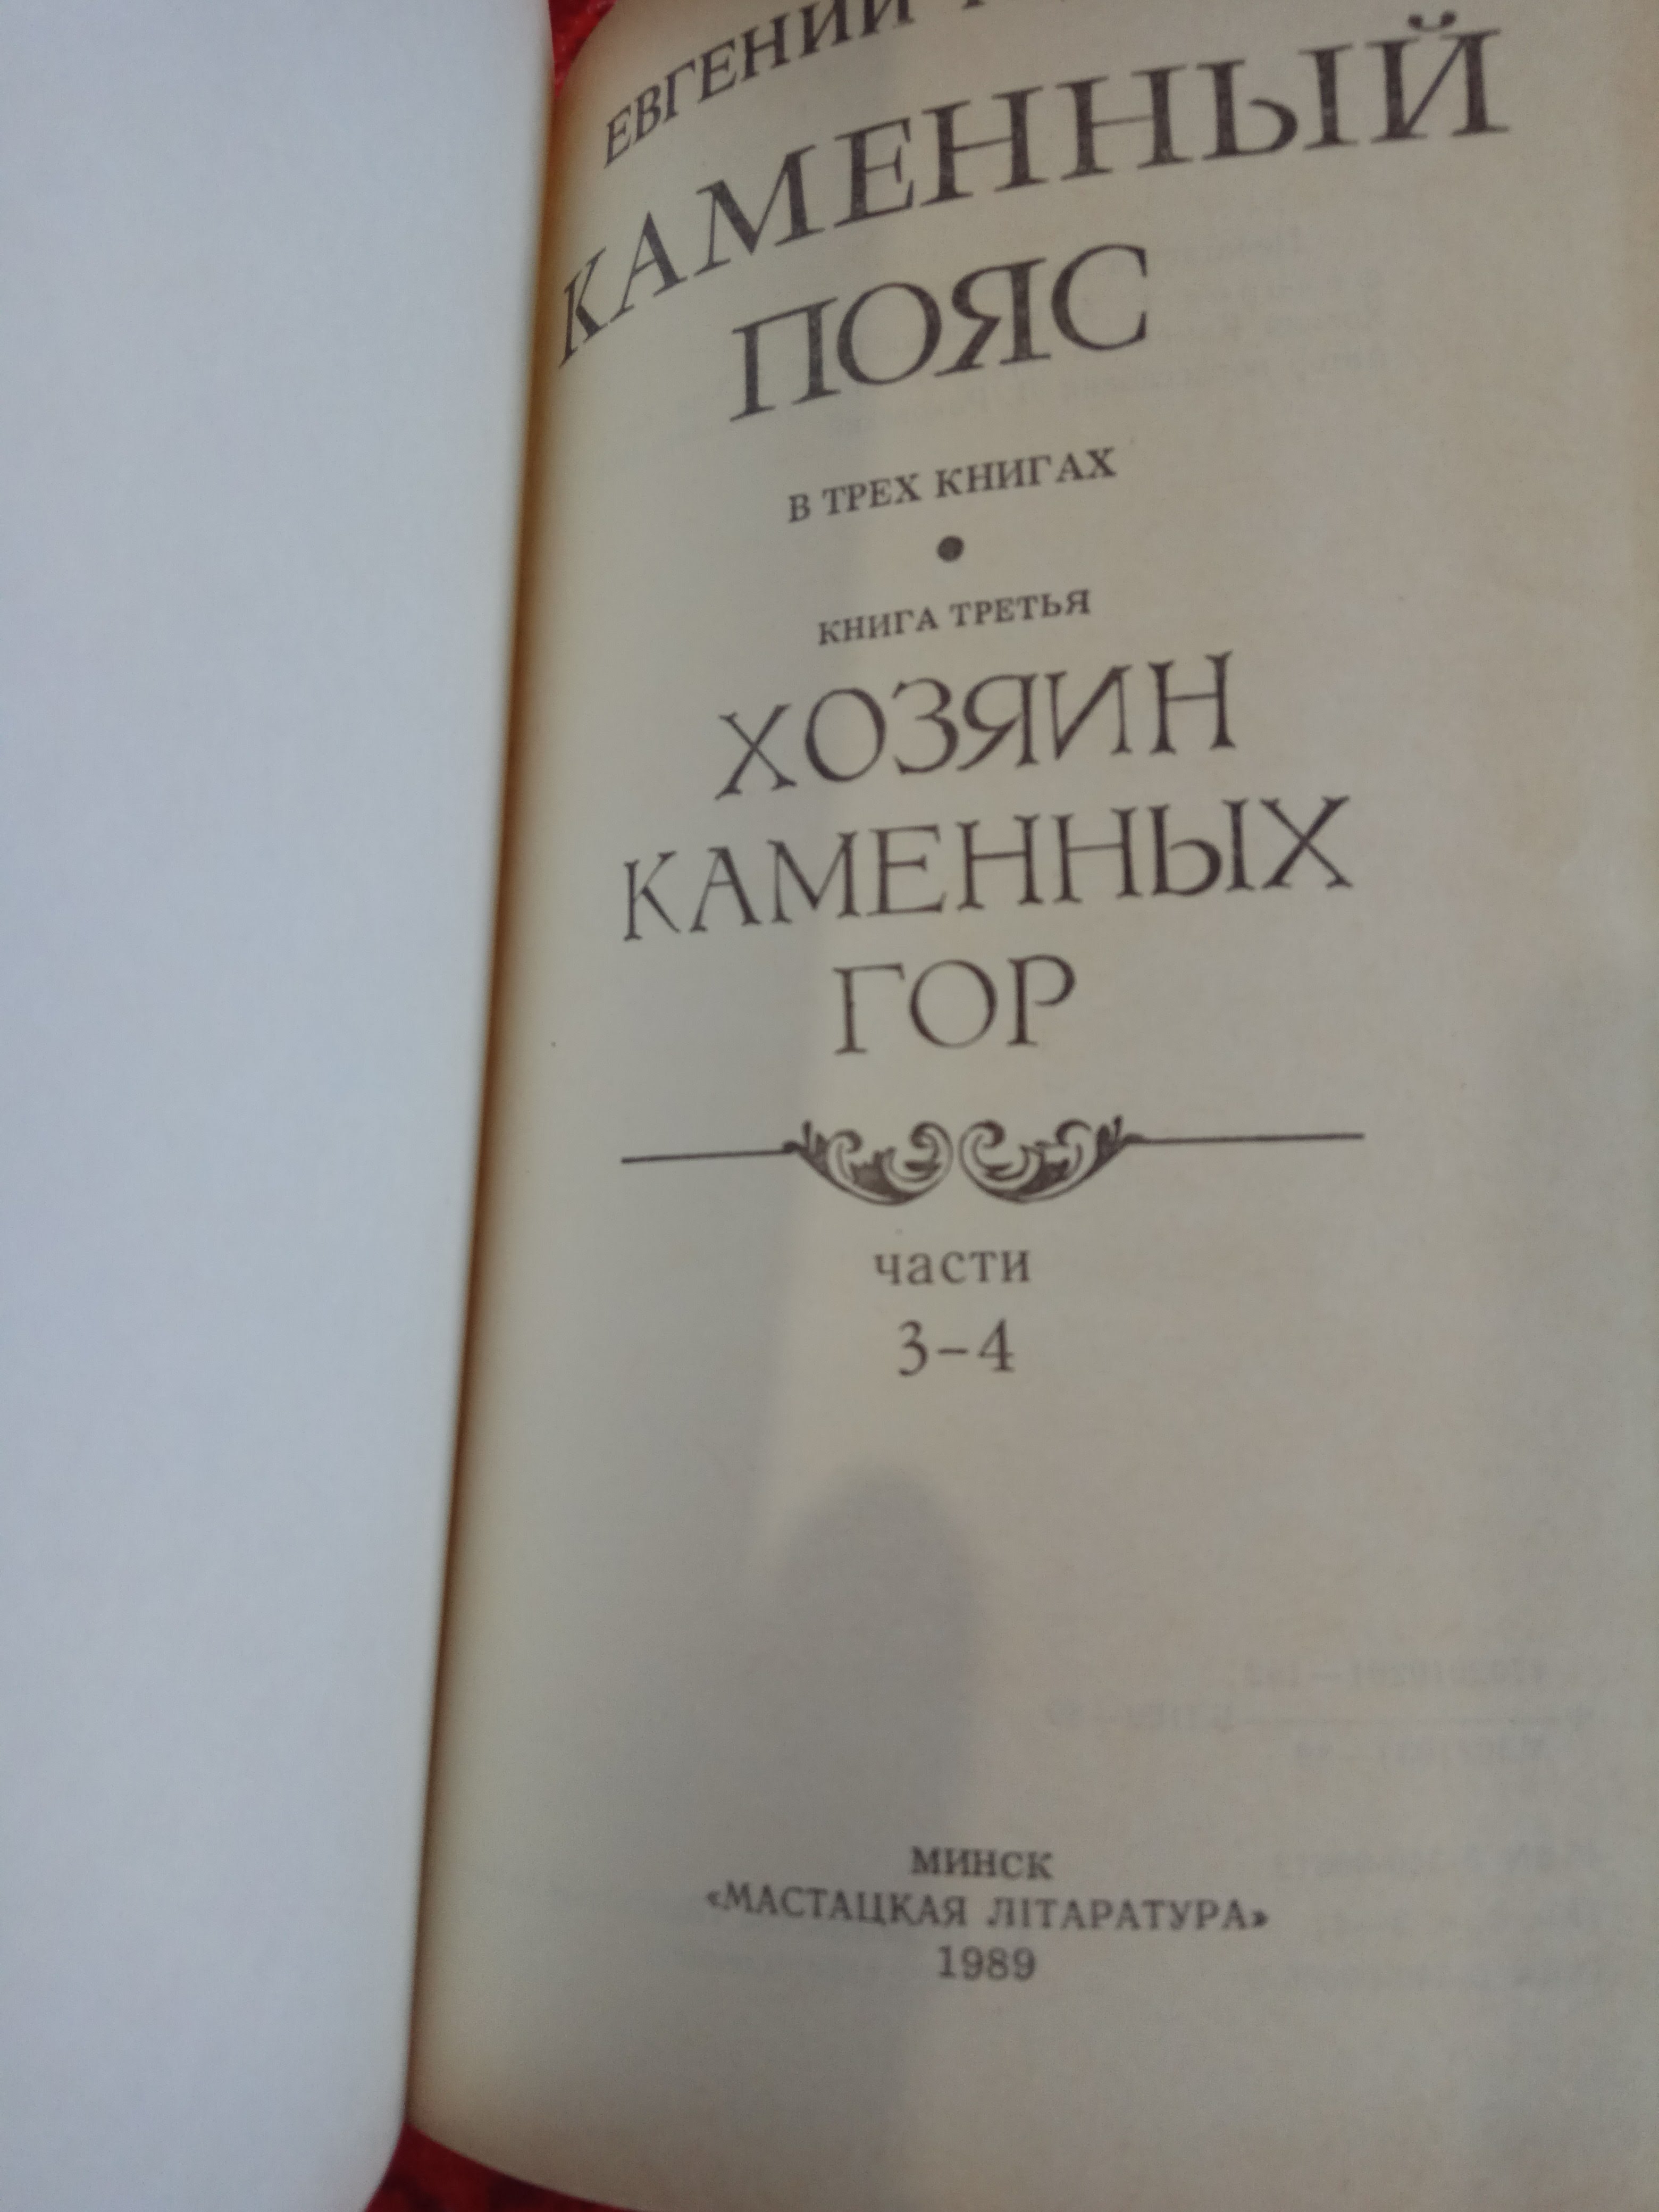 ЕВГЕНИЙ
КАМЕННЫЙ
ПОЯС
В ТРЕХ КНИГАХ
•
КНИГА ТРЕТЬЯ
ХОЗЯИН
КАМЕННЫХ
ГОР
части
3–4
МИНСК
«МАСТАЦКАЯ ЛІТАРАТУРА»
1989